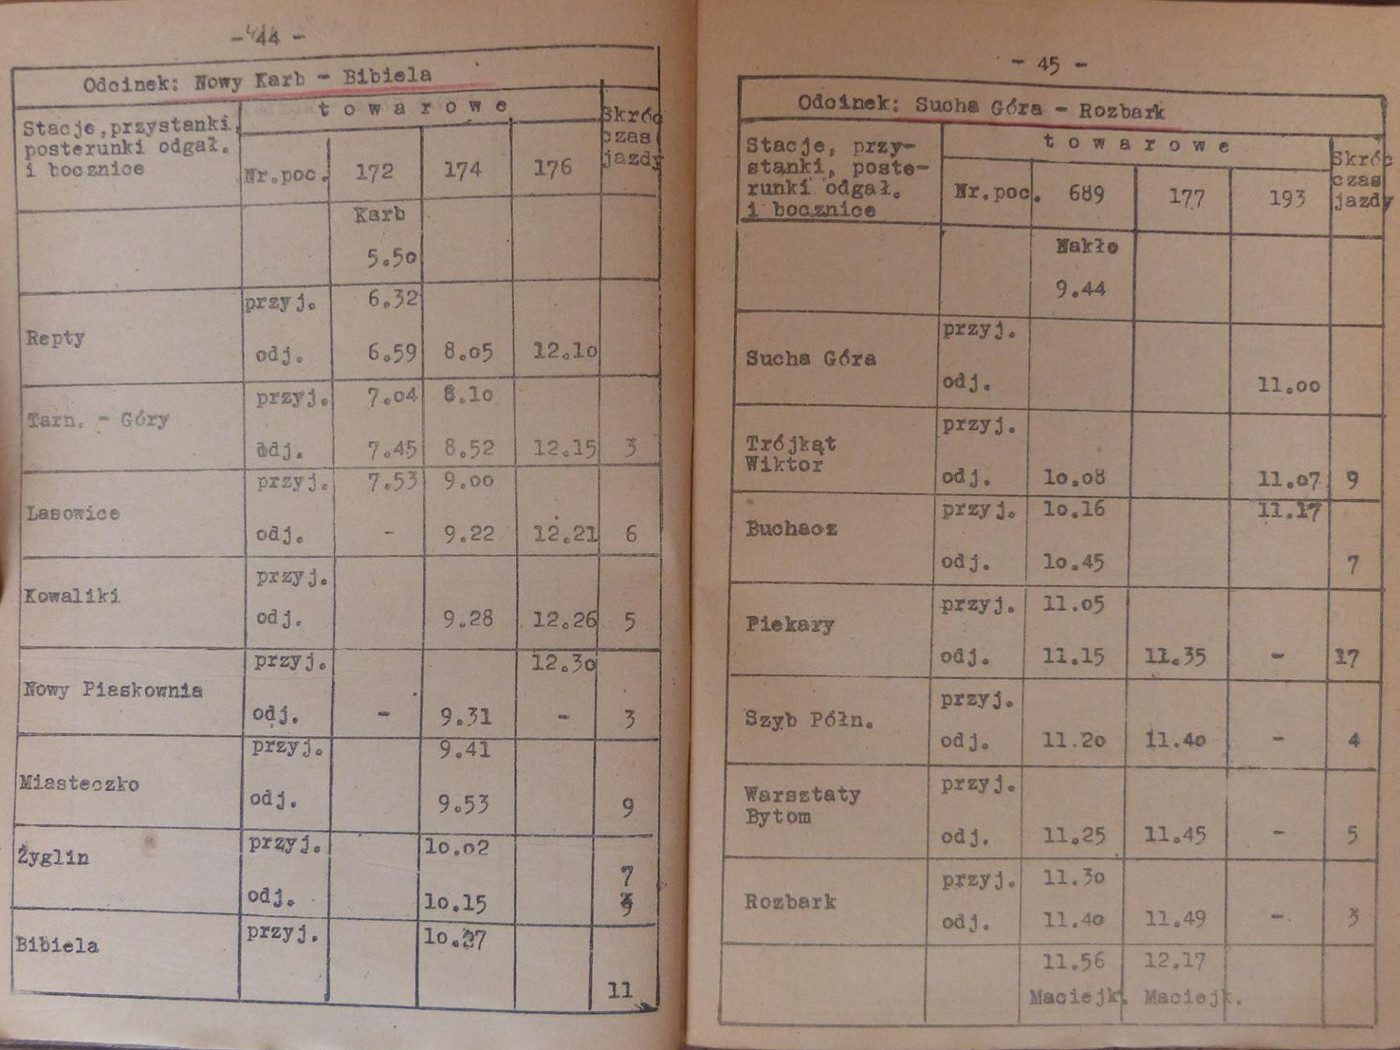 - 44 -
Odcinek: Nowy Karb - Bibiela
Stacje, przystanki, posterunki odgał. i bocznice
towarowe
Skróc czas jazdy
Nr.poc. 172 174 176
Karb
5.50
przyj. 6.32
Repty
odj. 6.59 8.05 12.10
przyj. 7.04 8.10
Tarn. - Góry
odj. 7.45 8.52 12.15 3
przyj. 7.53 9.00
Lasowice
odj. - 9.22 12.21 6
przyj.
Kowaliki
odj. 9.28 12.26 5
przyj. 12.30
Nowy Piaskownia
odj. - 9.31 - 3
przyj. 9.41
Miasteczko
odj. 9.53 9
przyj. 10.02
Żyglin
7
odj. 10.15
przyj. 10.27
Bibiela
11
- 45 -
Odcinek: Sucha Góra - Rozbark
Stacje, przy-
stanki, poste-
runki odgał.
i bocznice
towarowe
Skróc czas jazdy
Nr.poc. 689 177 193
Nakło
9.44
przyj.
Sucha Góra
odj. 11.00
przyj.
Trójkąt
Wiktor
odj. 10.08 11.07 9
przyj. 10.16 11.17
Buchacz
odj. 10.45 7
przyj. 11.05
Piekary
odj. 11.15 11.35 - 17
przyj.
Szyb Półn.
odj. 11.20 11.40 - 4
przyj.
Warsztaty
Bytom
odj. 11.25 11.45 - 5
przyj. 11.30
Rozbark
odj. 11.40 11.49 - 3
11.56 12.17
Maciejk. Maciejk.